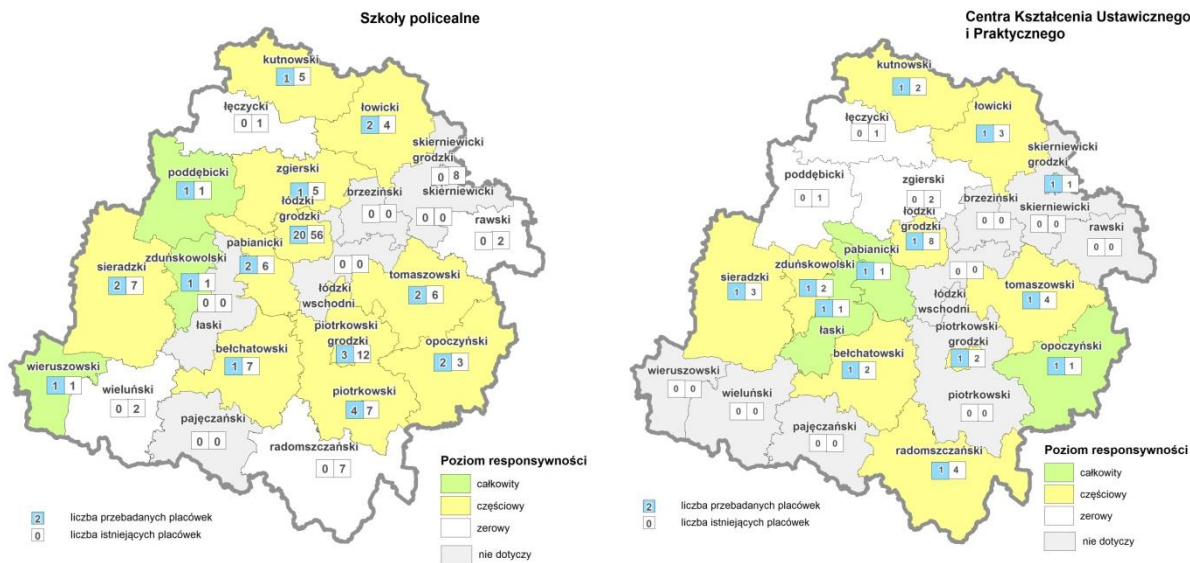 Szkoły policealne
kutnowski
1 5
łęczycki
0 1
łowicki
2 4
skierniewicki
grodzki
0 8
poddębicki
1 1
zgierski
1 5
łódzki
grodzki
20 56
brzeziński
0 0
skierniewicki
0 0
rawski
0 2
sieradzki
2 7
zduńskowolski
1 1
pabianicki
2 6
0 0
łódzki
wschodni
0 0
łaski
tomaszowski
2 6
wieruszowski
1 1
wieluński
0 2
bełchatowski
1 7
piotrkowski
grodzki
3 12
opoczyński
2 3
piotrkowski
4 7
pajęczański
0 0
radomszczański
0 7
Poziom responsywności
całkowity
częściowy
zerowy
nie dotyczy
2 liczba przebadanych placówek
0 liczba istniejących placówek
Centra Kształcenia Ustawicznego
i Praktycznego
kutnowski
1 2
łęczycki
0 1
łowicki
1 3
skierniewicki
grodzki
1 1
poddębicki
0 1
zgierski
0 2
łódzki
grodzki
1 8
brzeziński
0 0
skierniewicki
0 0
rawski
0 0
sieradzki
1 3
zduńskowolski
1 2
pabianicki
1 1
0 0
łódzki
wschodni
1 1
łaski
tomaszowski
1 4
wieruszowski
0 0
wieluński
0 0
bełchatowski
1 2
piotrkowski
grodzki
1 2
opoczyński
1 1
piotrkowski
0 0
pajęczański
0 0
radomszczański
1 4
Poziom responsywności
całkowity
częściowy
zerowy
nie dotyczy
2 liczba przebadanych placówek
0 liczba istniejących placówek